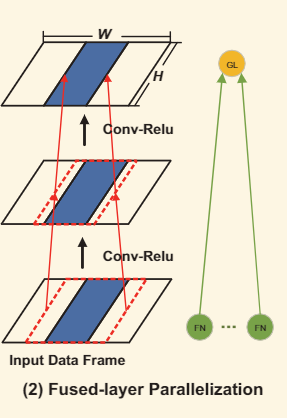 W
H
GL
Conv-Relu
Conv-Relu
FN ... FN
Input Data Frame
(2) Fused-layer Parallelization